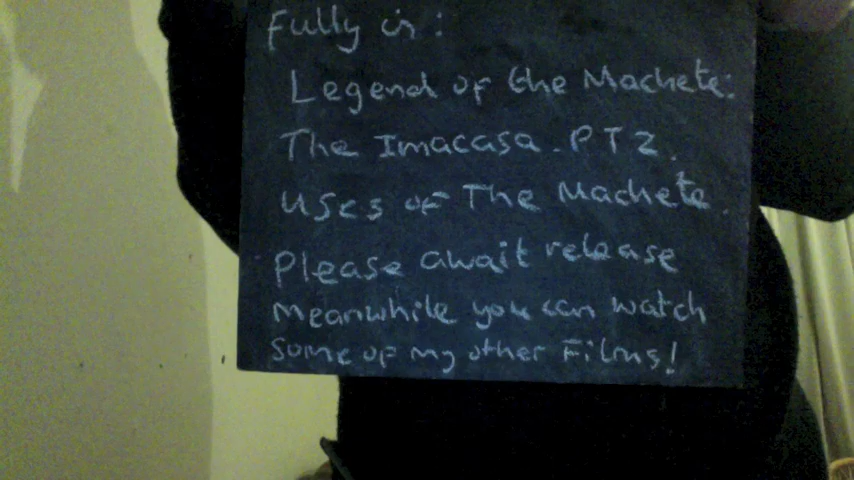 Fully in:
Legend of the Machete:
The Imacasa. PT2.
Uses of The Machete.
Please await release
Meanwhile you can watch
some of my other Films!